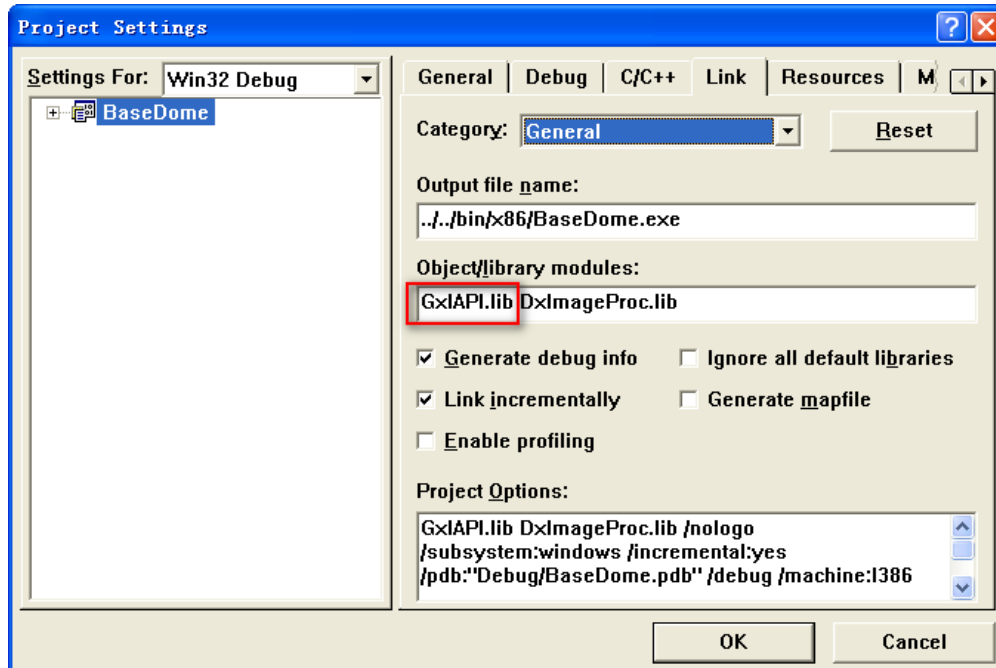 Project Settings
Settings For: Win32 Debug
BaseDome
General Debug C/C++ Link Resources M
Category: General Reset
Output file name:
../../bin/x86/BaseDome.exe
Object/library modules:
GxIAPI.lib DxImageProc.lib
Generate debug info Ignore all default libraries
Link incrementally Generate mapfile
Enable profiling
Project Options:
GxIAPI.lib DxImageProc.lib /nologo
/subsystem:windows /incremental:yes
/pdb:"Debug/BaseDome.pdb" /debug /machine:I386
OK Cancel